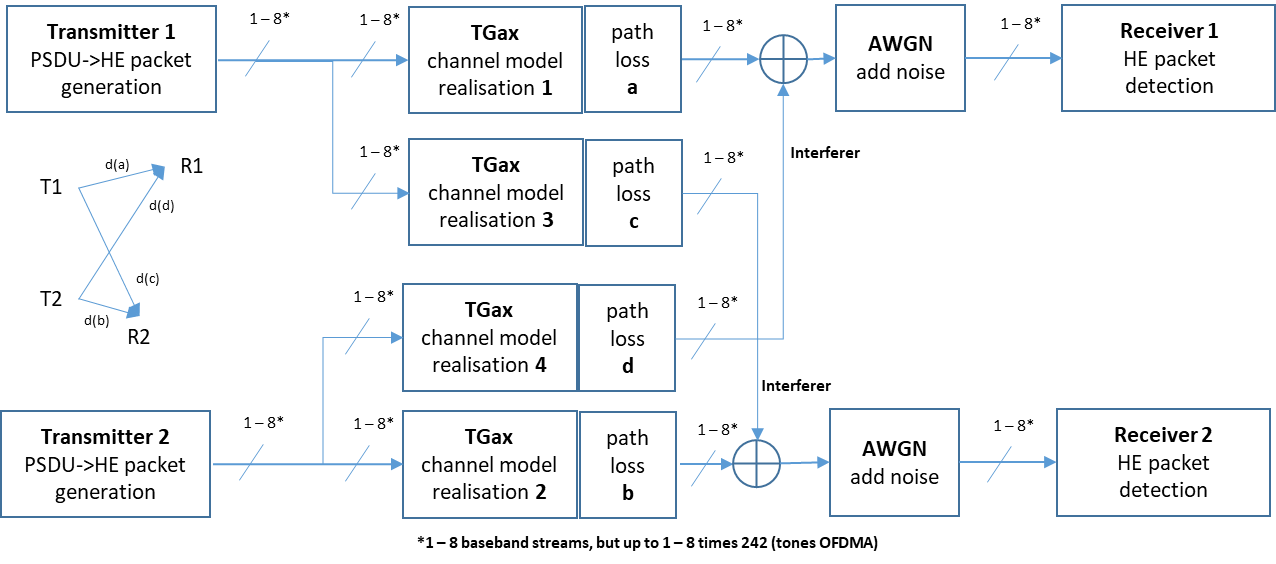 Transmitter 1
PSDU->HE packet
generation
1 – 8*
1 – 8*
TGax
channel model
realisation 1
path
loss
a
1 – 8*
AWGN
add noise
1 – 8*
Receiver 1
HE packet
detection
1 – 8*
TGax
channel model
realisation 3
path
loss
c
1 – 8*
Interferer
T1
d(a)
R1
d(d)
T2
d(c)
d(b)
R2
1 – 8*
TGax
channel model
realisation 4
path
loss
d
1 – 8*
Interferer
Transmitter 2
PSDU->HE packet
generation
1 – 8*
1 – 8*
TGax
channel model
realisation 2
path
loss
b
1 – 8*
AWGN
add noise
1 – 8*
Receiver 2
HE packet
detection
*1 – 8 baseband streams, but up to 1 – 8 times 242 (tones OFDMA)